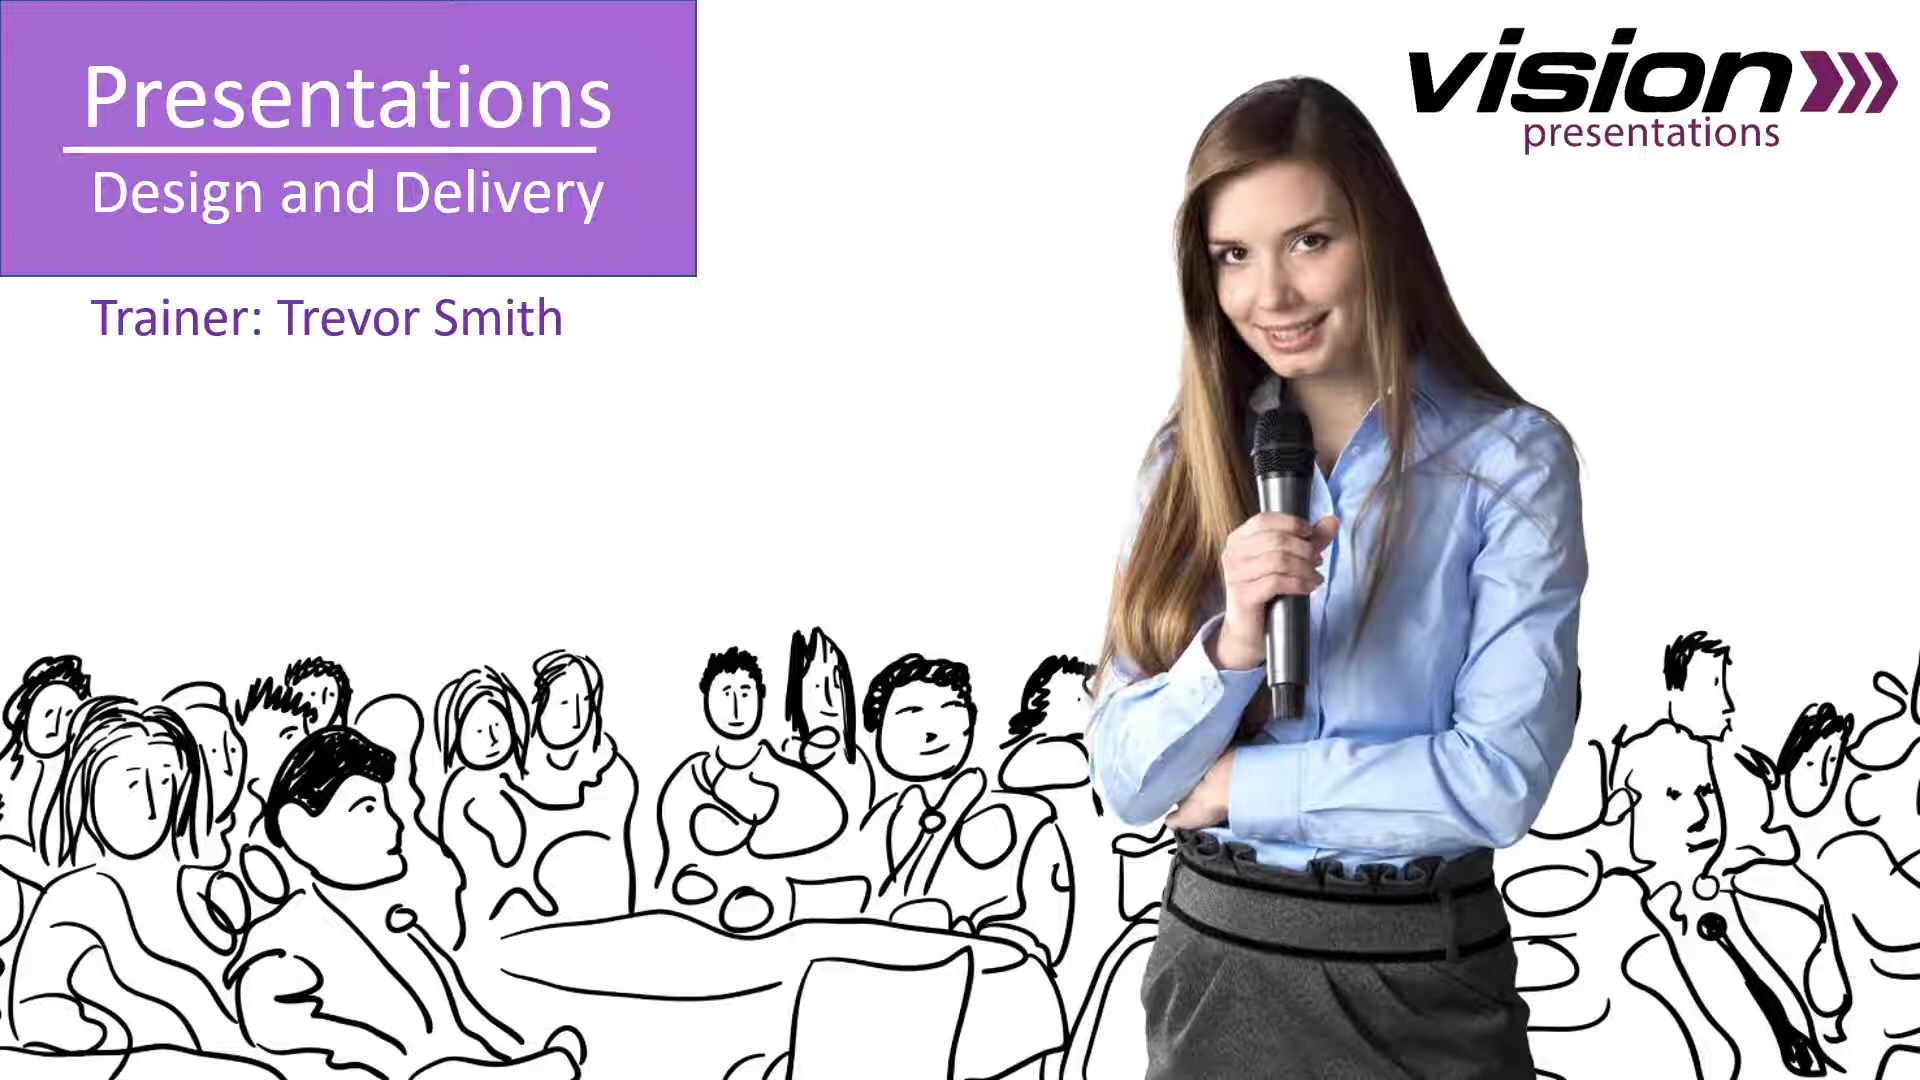 Presentations
Design and Delivery
Trainer: Trevor Smith
vision
presentations